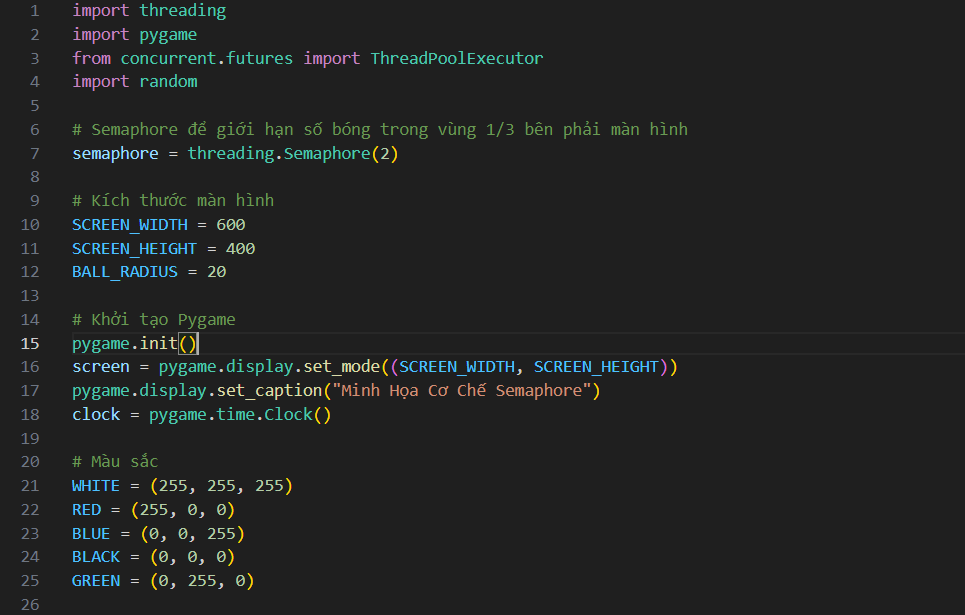 1 import threading
2 import pygame
3 from concurrent.futures import ThreadPoolExecutor
4 import random
5
6 # Semaphore để giới hạn số bóng trong vùng 1/3 bên phải màn hình
7 semaphore = threading.Semaphore(2)
8
9 # Kích thước màn hình
10 SCREEN_WIDTH = 600
11 SCREEN_HEIGHT = 400
12 BALL_RADIUS = 20
13
14 # Khởi tạo Pygame
15 pygame.init()
16 screen = pygame.display.set_mode((SCREEN_WIDTH, SCREEN_HEIGHT))
17 pygame.display.set_caption("Minh Họa Cơ Chế Semaphore")
18 clock = pygame.time.Clock()
19
20 # Màu sắc
21 WHITE = (255, 255, 255)
22 RED = (255, 0, 0)
23 BLUE = (0, 0, 255)
24 BLACK = (0, 0, 0)
25 GREEN = (0, 255, 0)
26